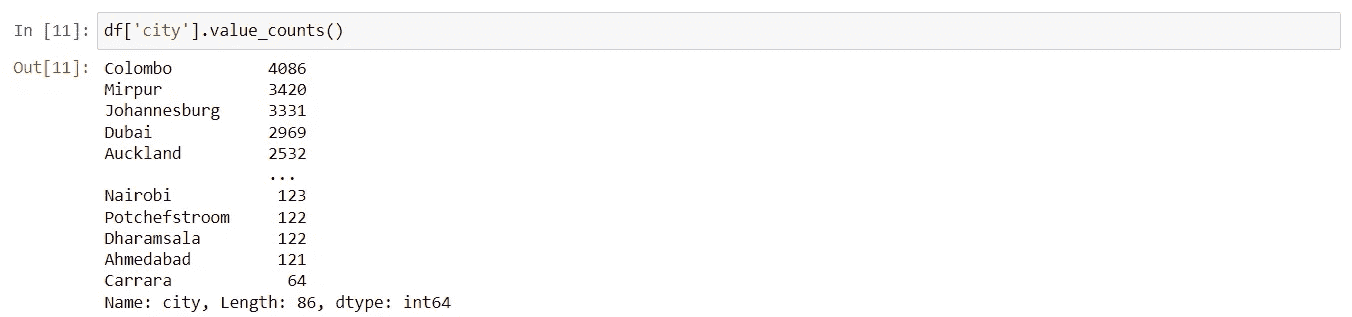 In [11]: df['city'].value_counts()
Out[11]: Colombo 4086
Mirpur 3420
Johannesburg 3331
Dubai 2969
Auckland 2532
...
Nairobi 123
Potchefstroom 122
Dharamsala 122
Ahmedabad 121
Carrara 64
Name: city, Length: 86, dtype: int64